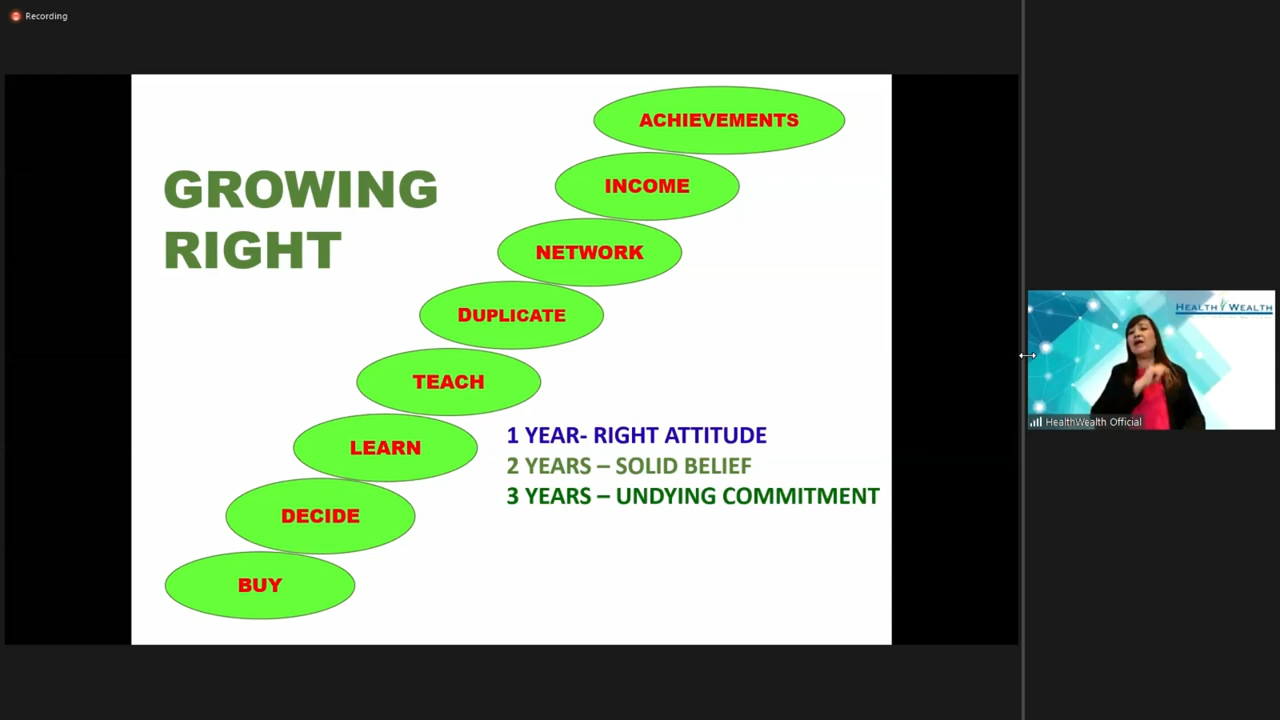 Recording
ACHIEVEMENTS
INCOME
GROWING
RIGHT
NETWORK
DUPLICATE
TEACH
LEARN
DECIDE
BUY
1 YEAR- RIGHT ATTITUDE
2 YEARS – SOLID BELIEF
3 YEARS – UNDYING COMMITMENT
HEALTH WEALTH
HealthWealth Official